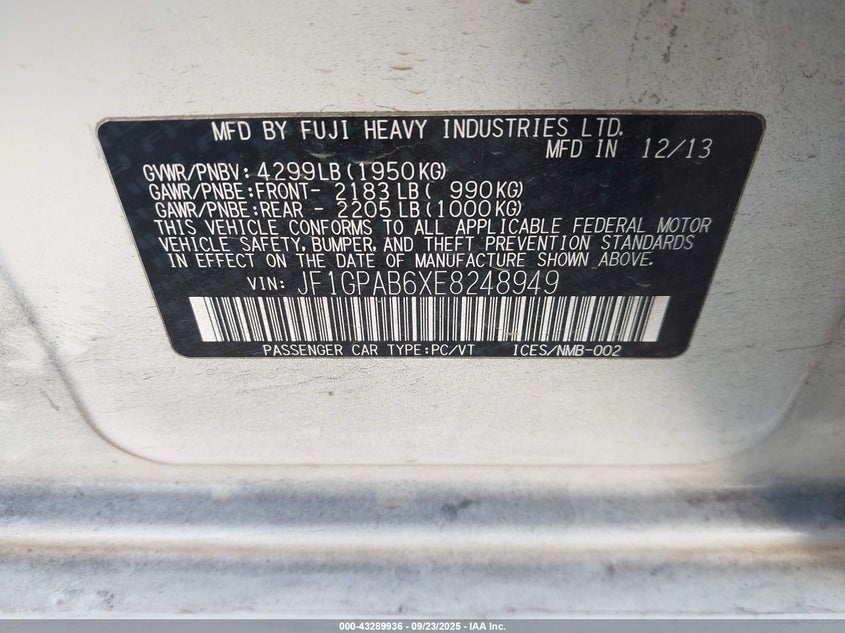 MFD BY FUJI HEAVY INDUSTRIES LTD.
MFD IN 12/13
GVWR/PNBV: 4299LB (1950KG)
GAWR/PNBE:FRONT- 2183 LB ( 990KG)
GAWR/PNBE:REAR - 2205 LB (1000KG)
THIS VEHICLE CONFORMS TO ALL APPLICABLE FEDERAL MOTOR
VEHICLE SAFETY, BUMPER, AND THEFT PREVENTION STANDARDS
IN EFFECT ON THE DATE OF MANUFACTURE SHOWN ABOVE.
VIN: JF1GPAB6XE8248949
PASSENGER CAR TYPE:PC/VT ICES/NMB-002
000-43289936 - 09/23/2025 - IAA Inc.